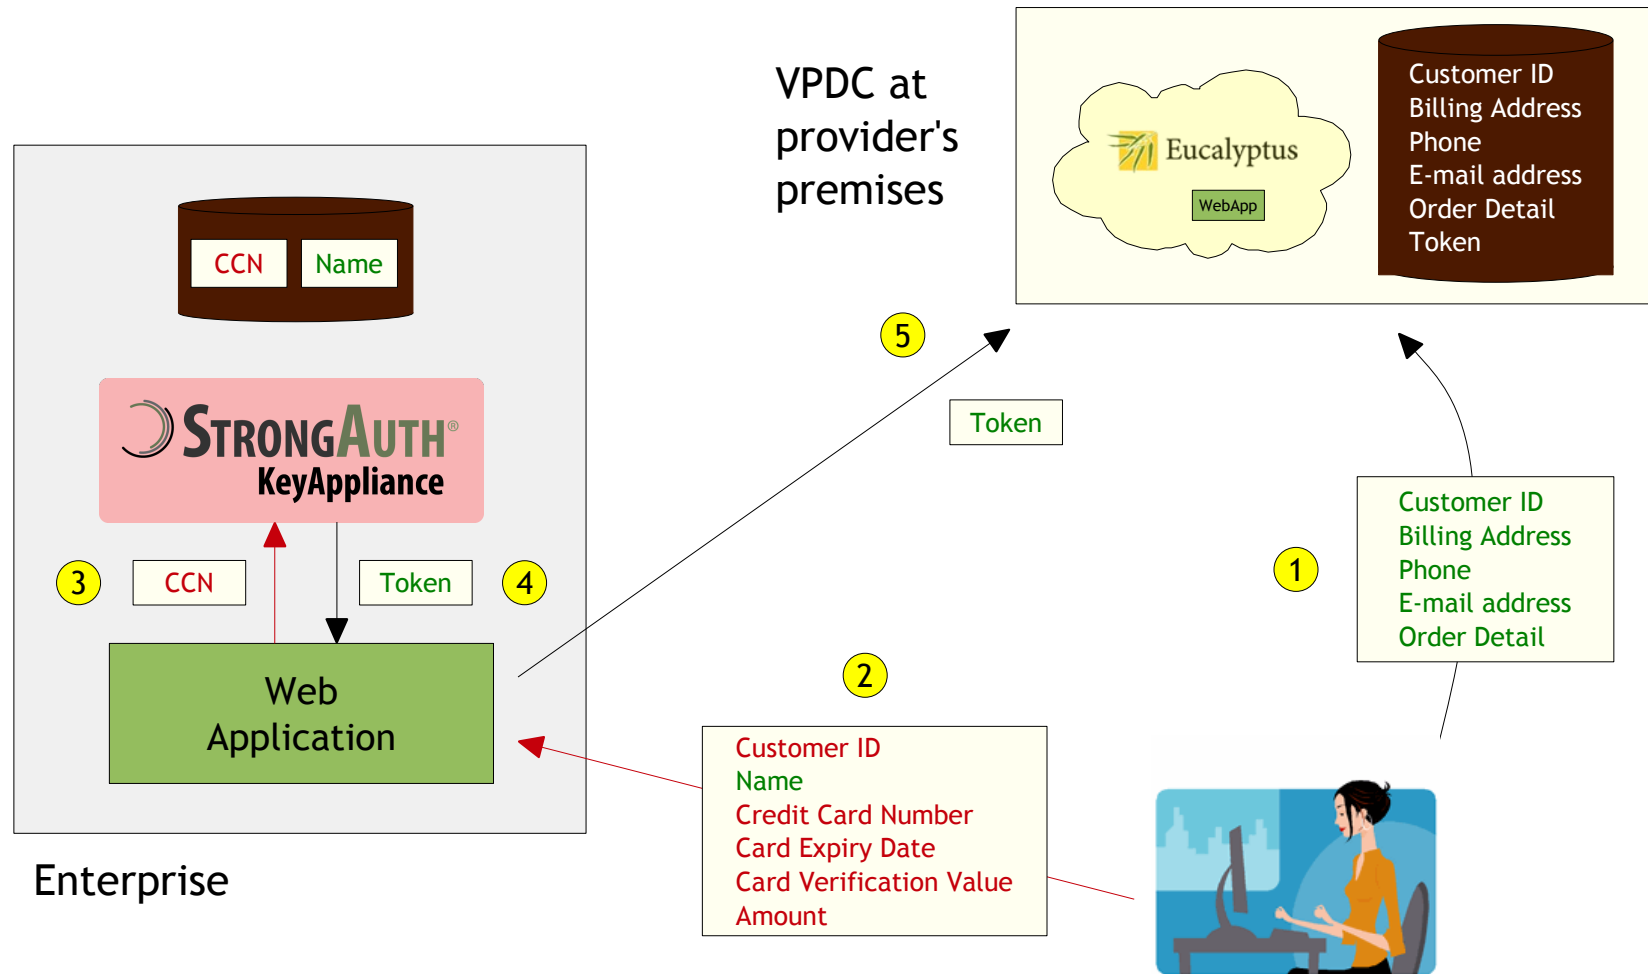 VPDC at
provider's
premises
Eucalyptus
WebApp
Customer ID
Billing Address
Phone
E-mail address
Order Detail
Token
CCN
Name
STRONGAUTH®
KeyAppliance
3
CCN
Token
4
Web
Application
Enterprise
5
Token
1
Customer ID
Billing Address
Phone
E-mail address
Order Detail
2
Customer ID
Name
Credit Card Number
Card Expiry Date
Card Verification Value
Amount